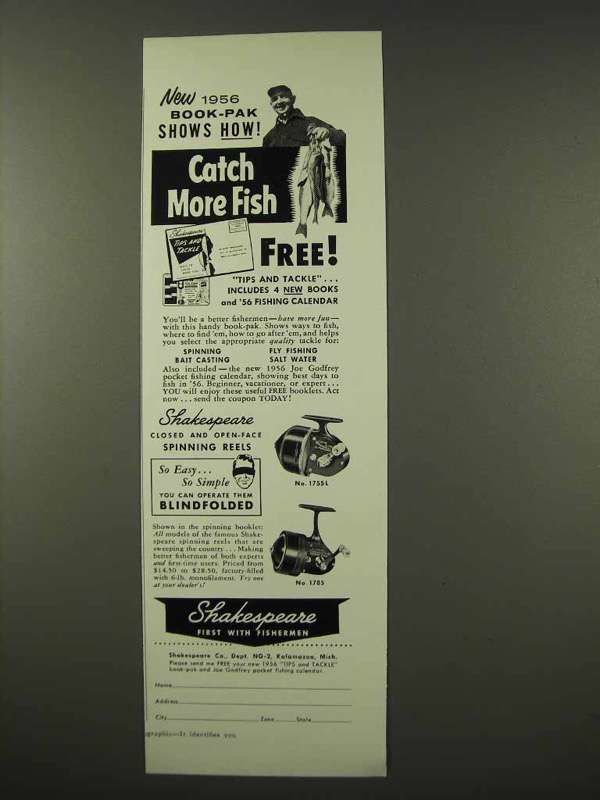 New 1956
BOOK-PAK
SHOWS HOW!
Catch
More Fish
Shakespeare
TIPS AND
TACKLE
FREE!
"TIPS AND TACKLE"...
INCLUDES 4 NEW BOOKS
and '56 FISHING CALENDAR
You'll be a better fishermen—have more fun—
with this handy book-pak. Shows ways to fish,
where to find 'em, how to go after 'em, and helps
you select the appropriate quality tackle for:
SPINNING FLY FISHING
BAIT CASTING SALT WATER
Also included—the new 1956 Joe Godfrey
pocket fishing calendar, showing best days to
fish in '56. Beginner, vacationer, or expert...
YOU will enjoy these useful FREE booklets. Act
now...send the coupon TODAY!
Shakespeare
CLOSED AND OPEN-FACE
SPINNING REELS
No. 1755L
So Easy...
So Simple
YOU CAN OPERATE THEM
BLINDFOLDED
Shown in the spinning booklet:
All models of the famous Shake-
speare spinning reels that are
sweeping the country...Making
better fisherman of both experts
and first-time users. Priced from
$14.50 to $28.50, factory-filled
with 6-lb. monofilament. Try one
at your dealer's!
No. 1785
Shakespeare
FIRST WITH FISHERMEN
Shakespeare Co., Dept. NG-2, Kalamazoo, Mich.
Please send me FREE your new 1956 "TIPS and TACKLE"
book-pak and Joe Godfrey pocket fishing calendar.
Name
Address
City Zone State
graphic—It identifies you